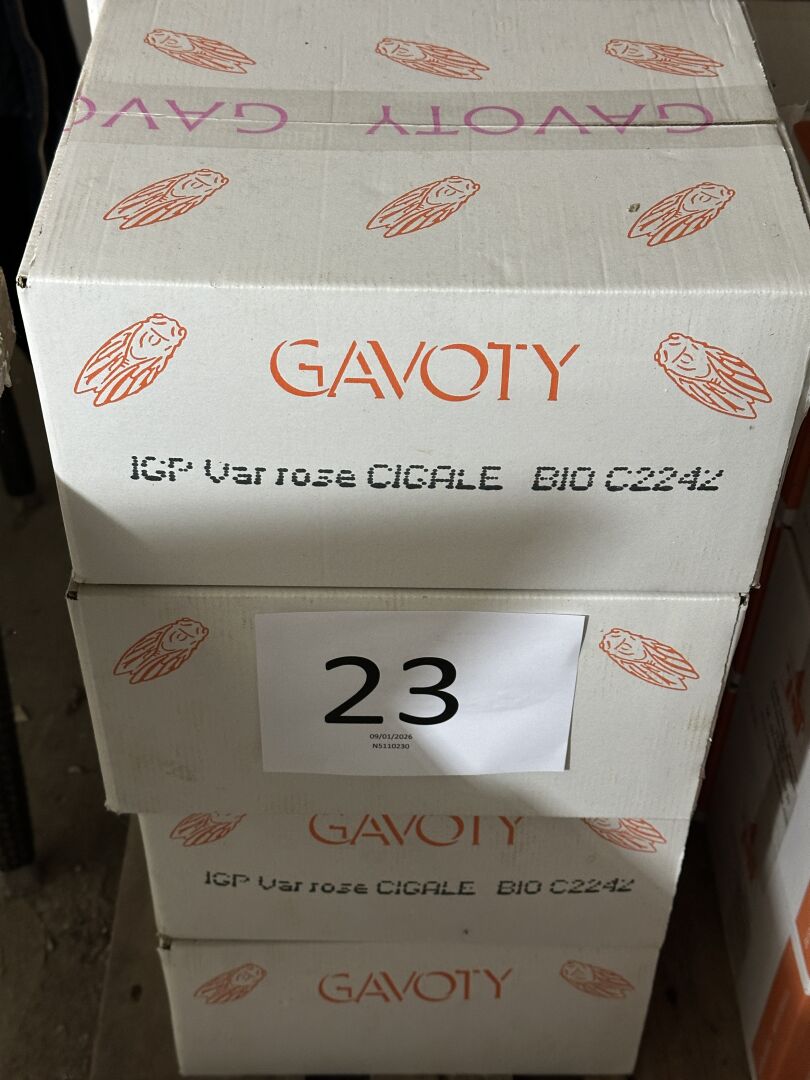 GAVOTY GAVO
GAVOTY
IGP Var rose CIGALE BIO C2242
23
09/01/2026
N5110230
GAVOTY
IGP Var rose CIGALE BIO C2242
GAVOTY